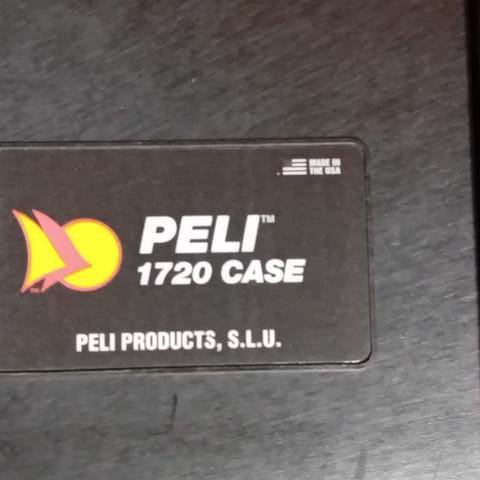 MADE IN
THE USA
PELI™
1720 CASE
PELI PRODUCTS, S.L.U.